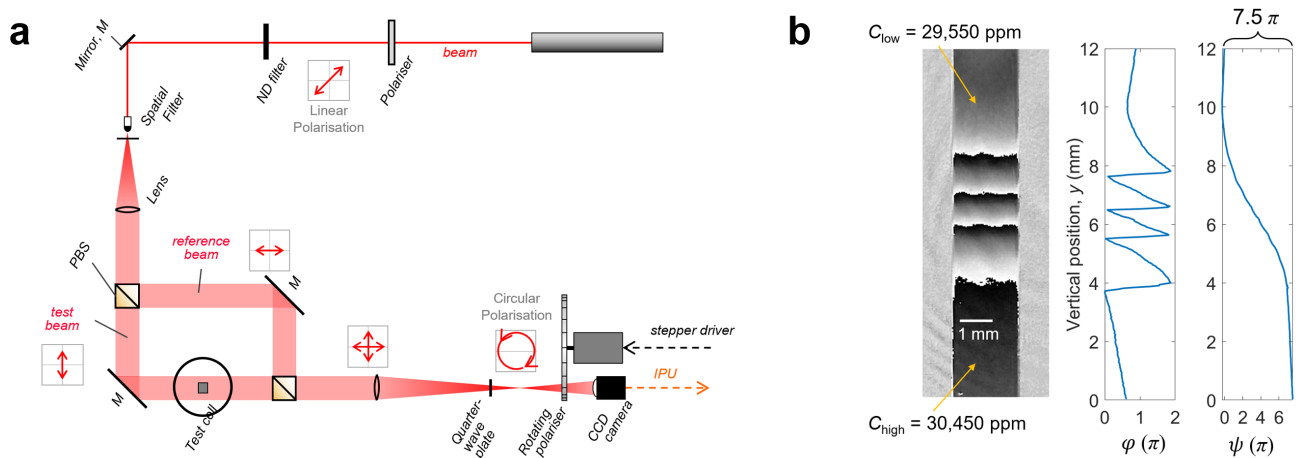 a
Mirror, M
ND filter
Linear
Polarisation
Polariser
beam
Spatial
Filter
Lens
PBS
reference
beam
M
test
beam
M
Test cell
Circular
Polarisation
stepper driver
IPU
Quarter-
wave
plate
Rotating
polariser
CCD
camera
b
C_low = 29,550 ppm
1 mm
C_high = 30,450 ppm
Vertical position, y (mm)
12
10
8
6
4
2
0
0 1 2
φ (π)
7.5 π
12
10
8
6
4
2
0
0 2 4 6
ψ (π)